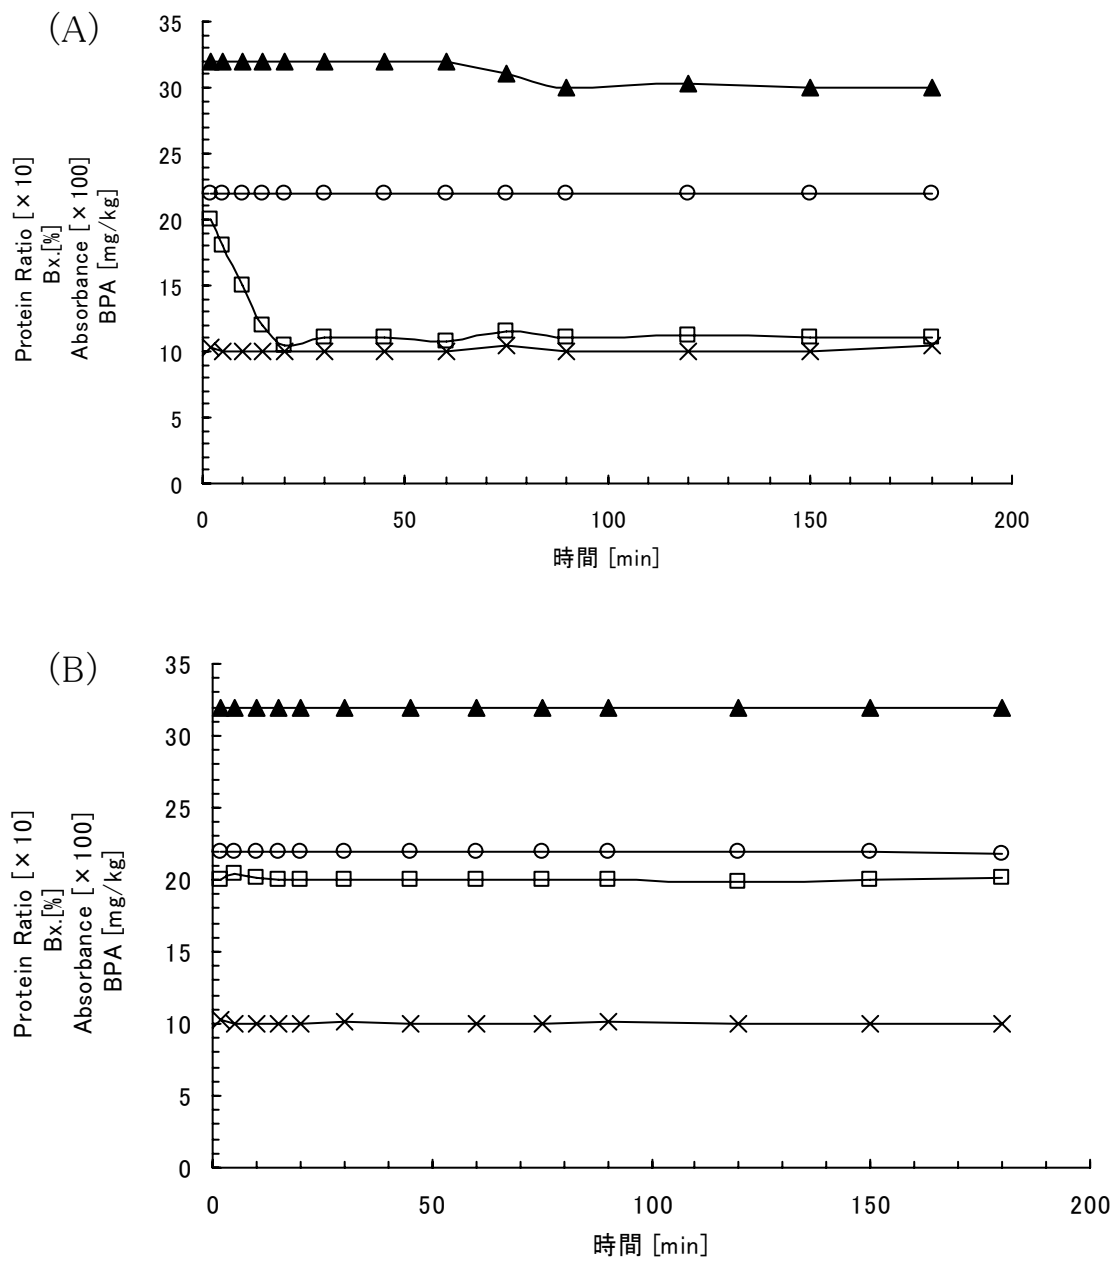 (A)
35
30
25
20
15
10
5
0
Protein Ratio [×10]
Bx.[%]
Absorbance [×100]
BPA [mg/kg]
0 50 100 150 200
時間 [min]
(B)
35
30
25
20
15
10
5
0
Protein Ratio [×10]
Bx.[%]
Absorbance [×100]
BPA [mg/kg]
0 50 100 150 200
時間 [min]